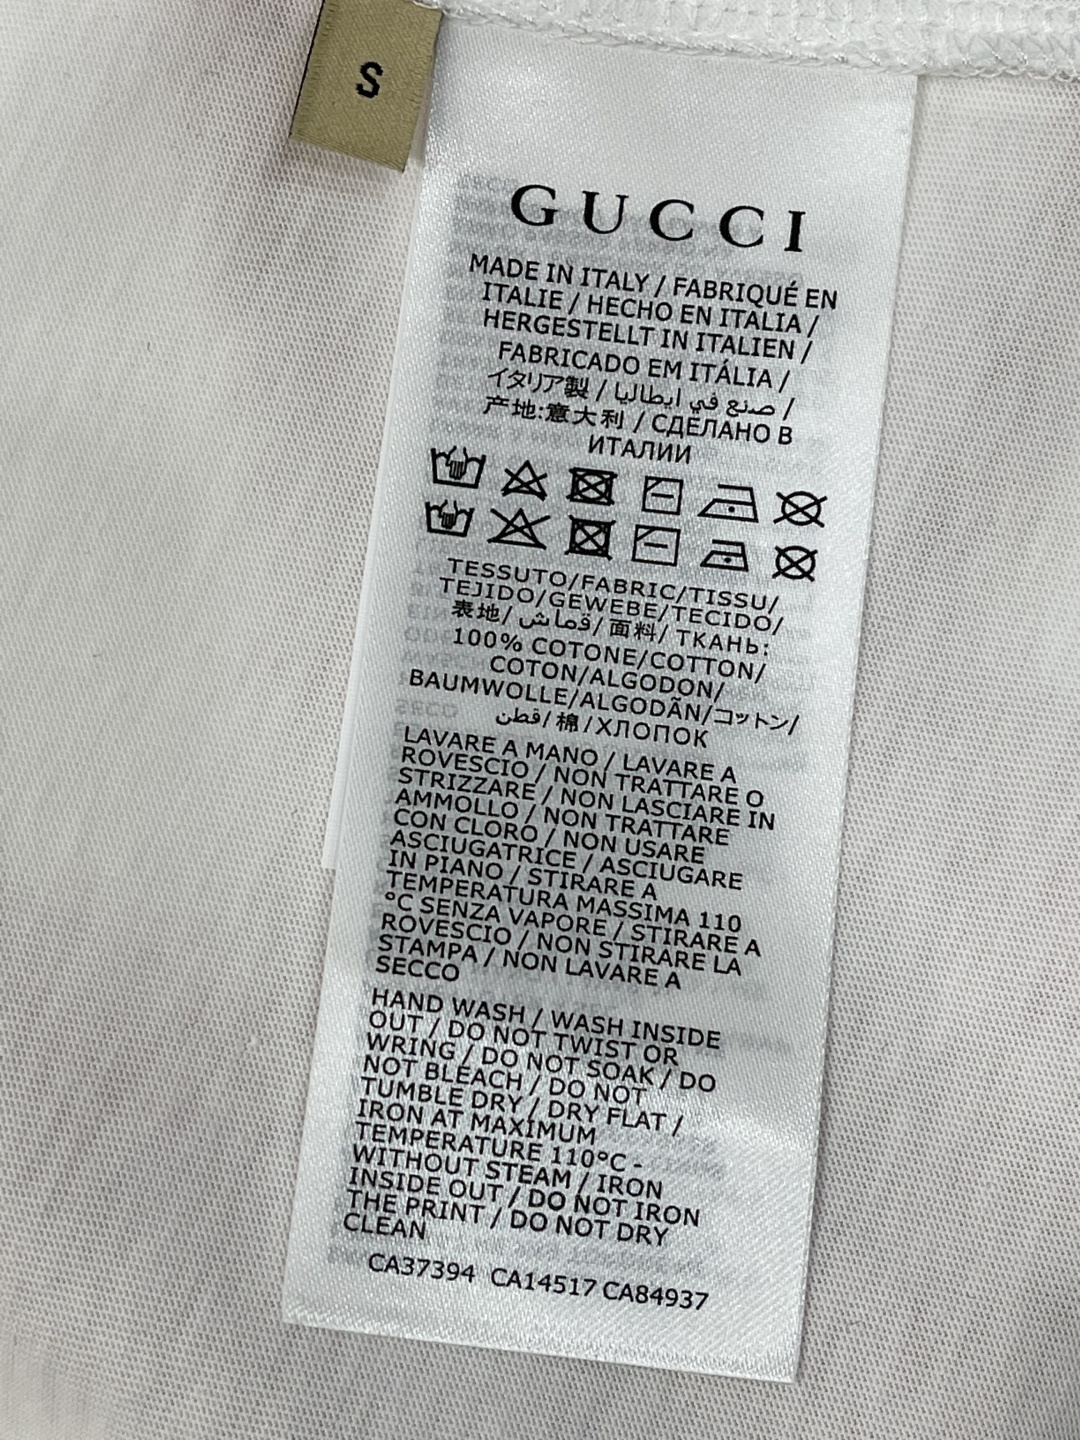 S
GUCCI
MADE IN ITALY / FABRIQUÉ EN
ITALIE / HECHO EN ITALIA /
HERGESTELLT IN ITALIEN /
FABRICADO EM ITÁLIA /
イタリア製 / صنع في ايطاليا /
产地:意大利 / СДЕЛАНО В
ИТАЛИИ
TESSUTO/FABRIC/TISSU/
TEJIDO/GEWEBE/TECIDO/
表地/قماش/面料/ТКАНЬ:
100% COTONE/COTTON/
COTON/ALGODON/
BAUMWOLLE/ALGODÃN/コットン/
قطن/棉/ХЛОПОК
LAVARE A MANO / LAVARE A
ROVESCIO / NON TRATTARE O
STRIZZARE / NON LASCIARE IN
AMMOLLO / NON TRATTARE
CON CLORO / NON USARE
ASCIUGATRICE / ASCIUGARE
IN PIANO / STIRARE A
TEMPERATURA MASSIMA 110
°C SENZA VAPORE / STIRARE A
ROVESCIO / NON STIRARE LA
STAMPA / NON LAVARE A
SECCO
HAND WASH / WASH INSIDE
OUT / DO NOT TWIST OR
WRING / DO NOT SOAK / DO
NOT BLEACH / DO NOT
TUMBLE DRY / DRY FLAT /
IRON AT MAXIMUM
TEMPERATURE 110°C -
WITHOUT STEAM / IRON
INSIDE OUT / DO NOT IRON
THE PRINT / DO NOT DRY
CLEAN
CA37394 CA14517 CA84937